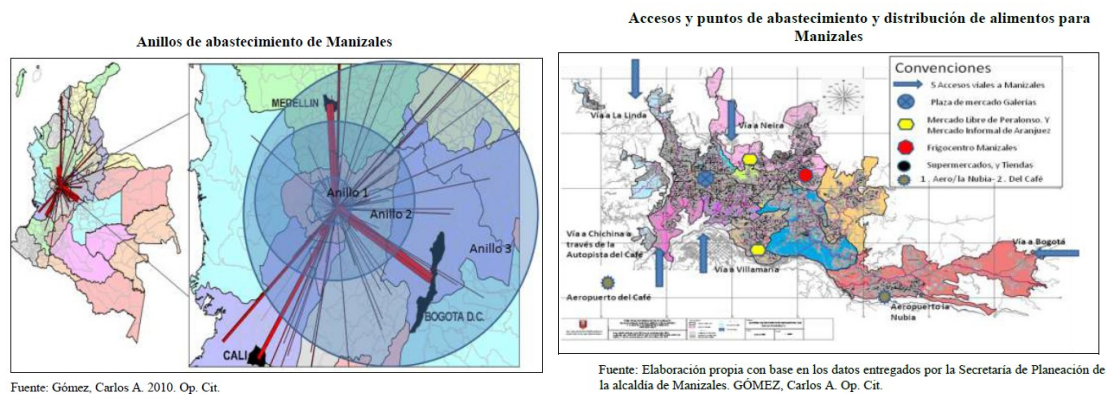 Anillos de abastecimiento de Manizales
MEDELLIN
Anillo 1
Anillo 2
Anillo 3
BOGOTA D.C.
CALI
Fuente: Gómez, Carlos A. 2010. Op. Cit.
Accesos y puntos de abastecimiento y distribución de alimentos para
Manizales
Convenciones
5 Accesos viales a Manizales
Plaza de mercado Galerías
Mercado Libre de Peralonso. Y
Mercado Informal de Aranjuez
Frigocentro Manizales
Supermercados, y Tiendas
1 . Aero/la Nubia- 2 . Del Café
Vía a La Linda
Vía a Neira
Vía a Chichina a
través de la
Autopista del Café
Vía a Villamaria
Vía a Bogotá
Aeropuerto del Café
Aeropuerto la
Nubia
Fuente: Elaboración propia con base en los datos entregados por la Secretaría de Planeación de
la alcaldía de Manizales. GÓMEZ, Carlos A. Op. Cit.